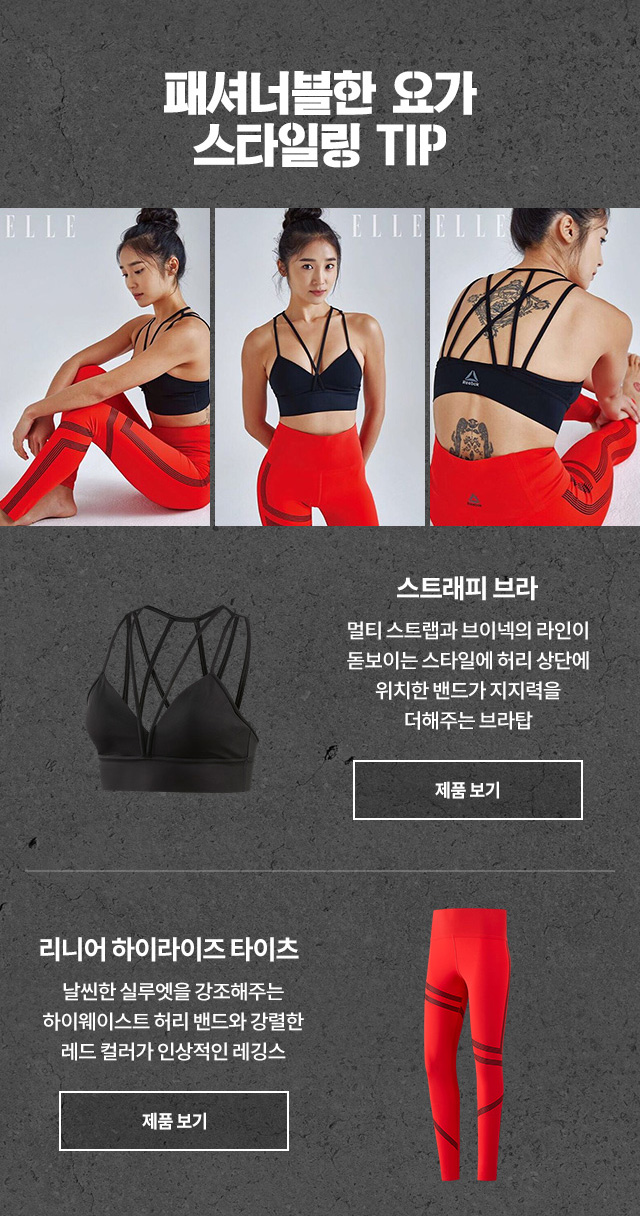 패셔너블한 요가
스타일링 TIP
ELLE
ELLE
ELLE
Reebok
스트래피 브라
멀티 스트랩과 브이넥의 라인이
돋보이는 스타일에 허리 상단에
위치한 밴드가 지지력을
더해주는 브라탑
제품 보기
리니어 하이라이즈 타이츠
날씬한 실루엣을 강조해주는
하이웨이스트 허리 밴드와 강렬한
레드 컬러가 인상적인 레깅스
제품 보기